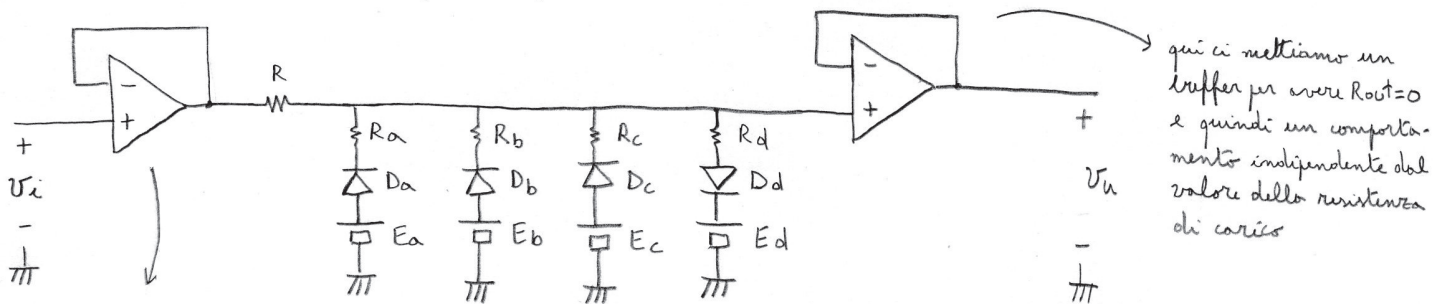 R
Ra
Rb
Rc
Rd
Da
Db
Dc
Dd
Ea
Eb
Ec
Ed
-
+
-
+
+
vi
-
+
vu
-
qui ci mettiamo un
buffer per avere Rout=0
e quindi un comporta-
mento indipendente dal
valore della resistenza
di carico